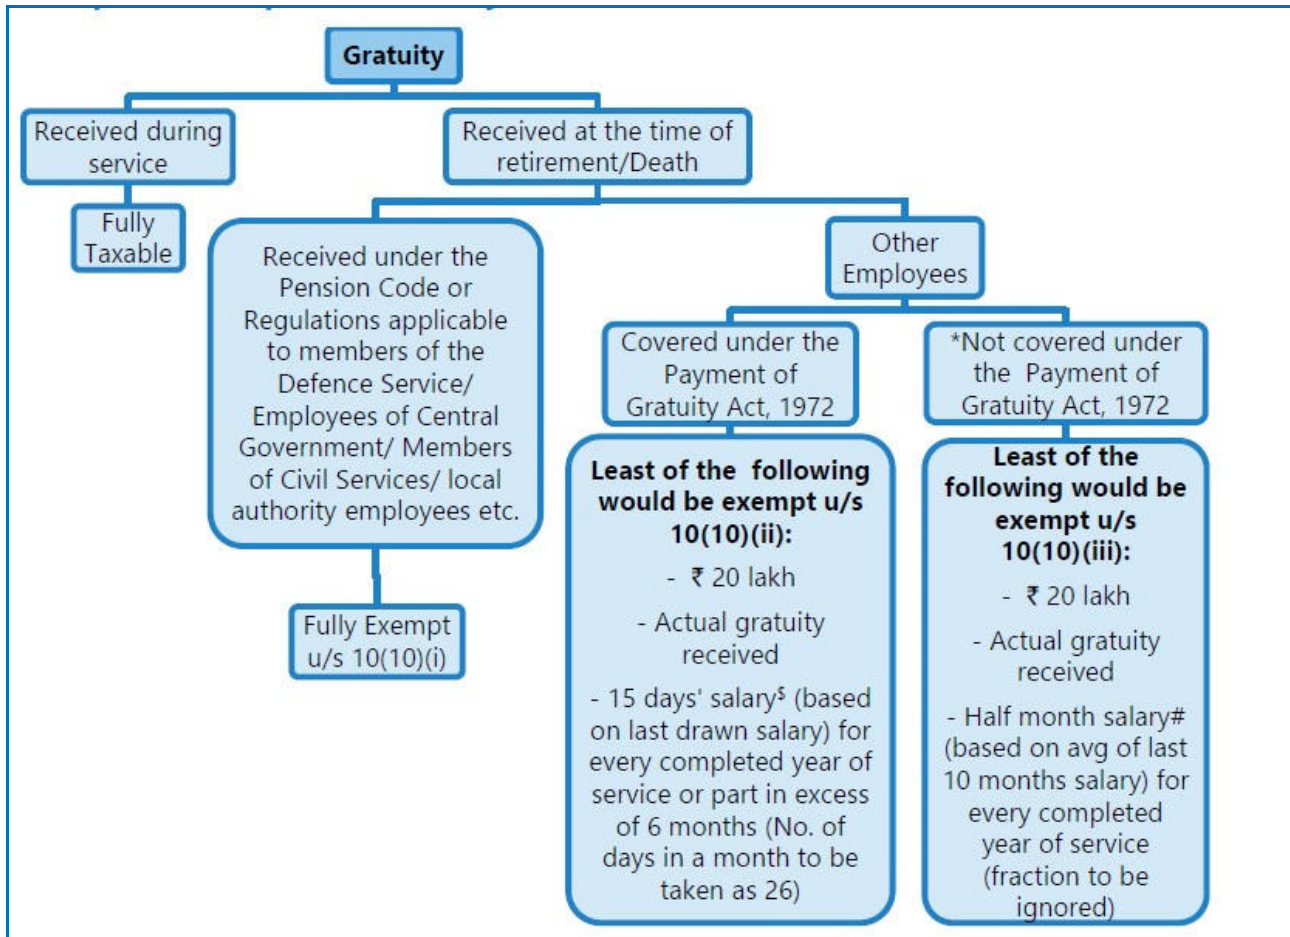 Gratuity
Received during
service
Fully
Taxable
Received at the time of
retirement/Death
Received under the
Pension Code or
Regulations applicable
to members of the
Defence Service/
Employees of Central
Government/ Members
of Civil Services/ local
authority employees etc.
Fully Exempt
u/s 10(10)(i)
Other
Employees
Covered under the
Payment of
Gratuity Act, 1972
Least of the following
would be exempt u/s
10(10)(ii):
- ₹ 20 lakh
- Actual gratuity
received
- 15 days' salary$ (based
on last drawn salary) for
every completed year of
service or part in excess
of 6 months (No. of
days in a month to be
taken as 26)
*Not covered under
the Payment of
Gratuity Act, 1972
Least of the
following would be
exempt u/s
10(10)(iii):
- ₹ 20 lakh
- Actual gratuity
received
- Half month salary#
(based on avg of last
10 months salary) for
every completed
year of service
(fraction to be
ignored)